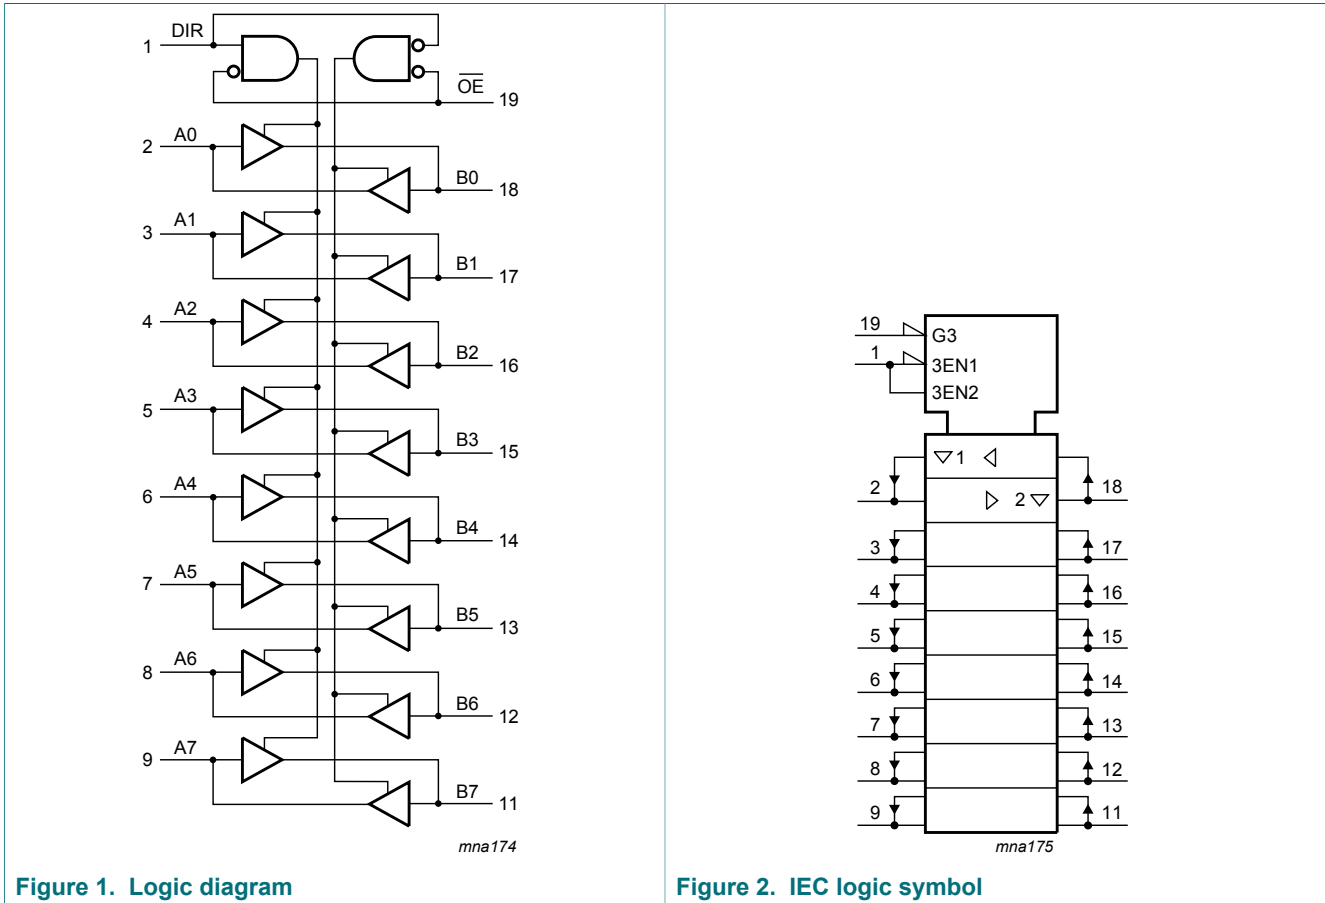 DIR
1
OE
19
A0
2
B0
18
A1
3
B1
17
A2
4
B2
16
A3
5
B3
15
A4
6
B4
14
A5
7
B5
13
A6
8
B6
12
A7
9
B7
11
mna174
Figure 1. Logic diagram
19
G3
1
3EN1
3EN2
1
2
2
18
3
17
4
16
5
15
6
14
7
13
8
12
9
11
mna175
Figure 2. IEC logic symbol